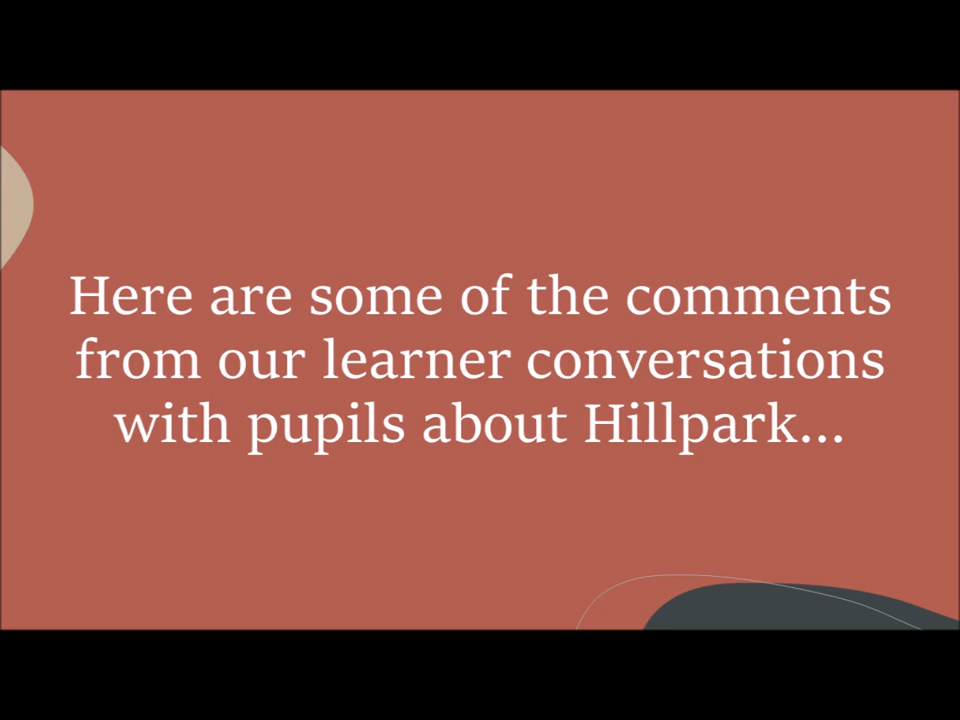 Here are some of the comments
from our learner conversations
with pupils about Hillpark...